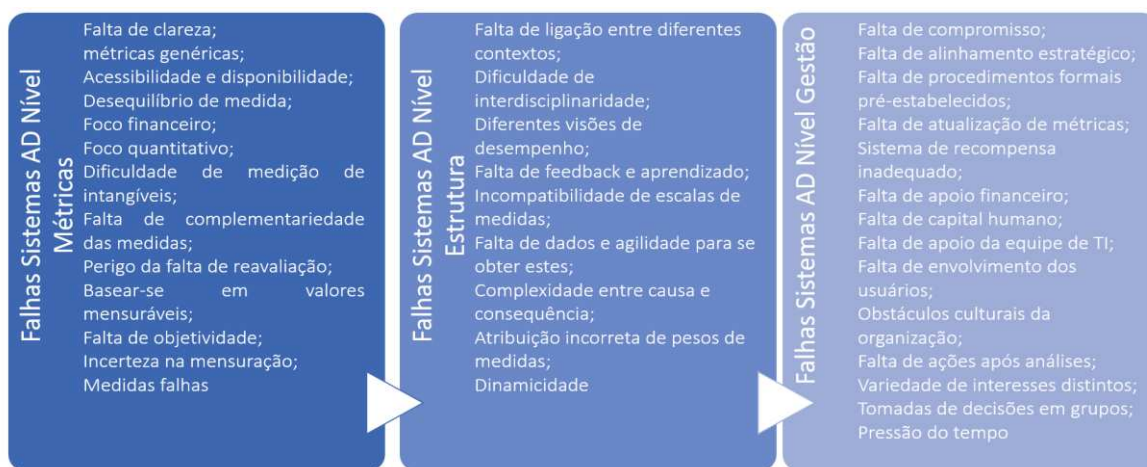 Falhas Sistemas AD Nível
Métricas
Falta de clareza;
métricas genéricas;
Acessibilidade e disponibilidade;
Desequilíbrio de medida;
Foco financeiro;
Foco quantitativo;
Dificuldade de medição de
intangíveis;
Falta de complementariedade
das medidas;
Perigo da falta de reavaliação;
Basear-se em valores
mensuráveis;
Falta de objetividade;
Incerteza na mensuração;
Medidas falhas
Falhas Sistemas AD Nível
Estrutura
Falta de ligação entre diferentes
contextos;
Dificuldade de
interdisciplinaridade;
Diferentes visões de
desempenho;
Falta de feedback e aprendizado;
Incompatibilidade de escalas de
medidas;
Falta de dados e agilidade para se
obter estes;
Complexidade entre causa e
consequência;
Atribuição incorreta de pesos de
medidas;
Dinamicidade
Falhas Sistemas AD Nível Gestão
Falta de compromisso;
Falta de alinhamento estratégico;
Falta de procedimentos formais
pré-estabelecidos;
Falta de atualização de métricas;
Sistema de recompensa
inadequado;
Falta de apoio financeiro;
Falta de capital humano;
Falta de apoio da equipe de TI;
Falta de envolvimento dos
usuários;
Obstáculos culturais da
organização;
Falta de ações após análises;
Variedade de interesses distintos;
Tomadas de decisões em grupos;
Pressão do tempo